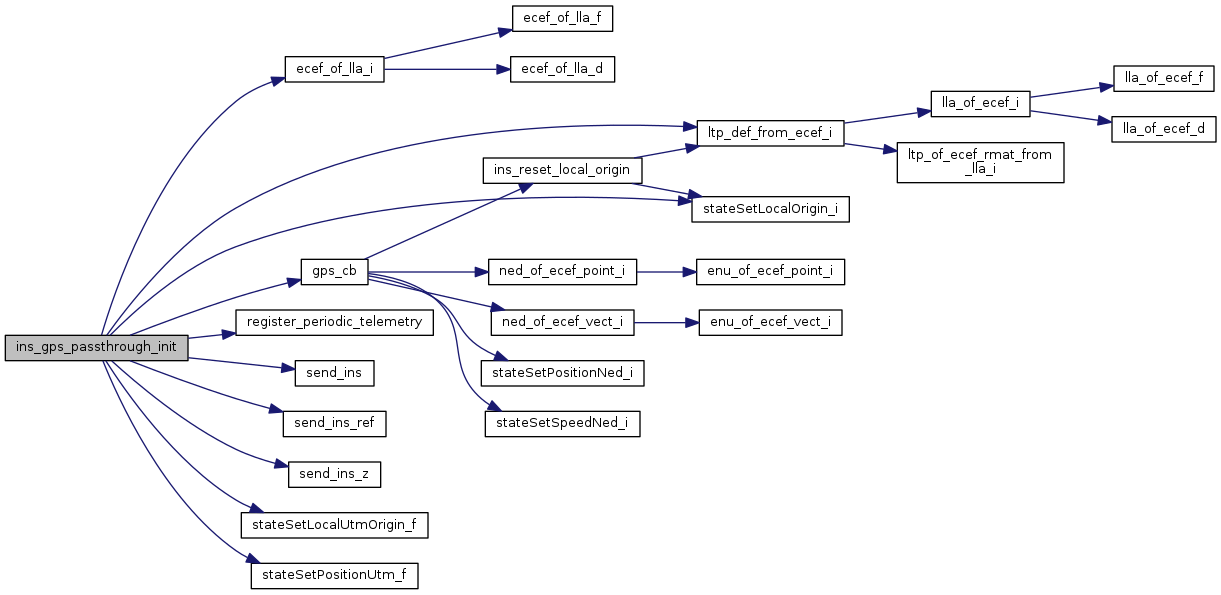 ecef_of_lla_f
ecef_of_lla_i
ecef_of_lla_d
lla_of_ecef_f
lla_of_ecef_i
lla_of_ecef_d
ltp_def_from_ecef_i
ltp_of_ecef_rmat_from
_lla_i
ins_reset_local_origin
stateSetLocalOrigin_i
gps_cb
ned_of_ecef_point_i
enu_of_ecef_point_i
register_periodic_telemetry
ned_of_ecef_vect_i
enu_of_ecef_vect_i
ins_gps_passthrough_init
send_ins
stateSetPositionNed_i
send_ins_ref
stateSetSpeedNed_i
send_ins_z
stateSetLocalUtmOrigin_f
stateSetPositionUtm_f